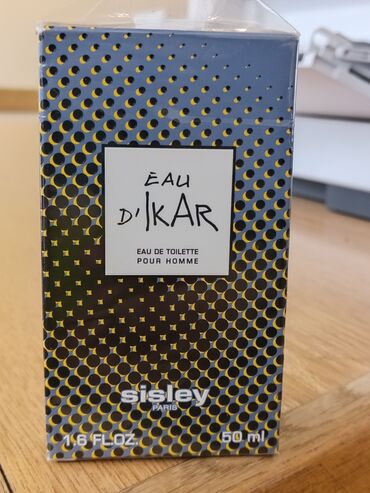 EAU
D'IKAR
EAU DE TOILETTE
POUR HOMME
sisley
PARIS
1.6 FL.OZ. 50 ml